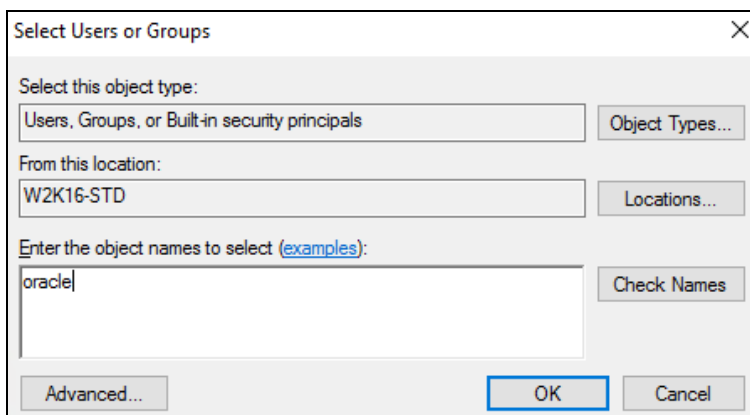 Select Users or Groups
Select this object type:
Users, Groups, or Built-in security principals
Object Types...
From this location:
W2K16-STD
Locations...
Enter the object names to select (examples):
oracle
Check Names
Advanced...
OK
Cancel